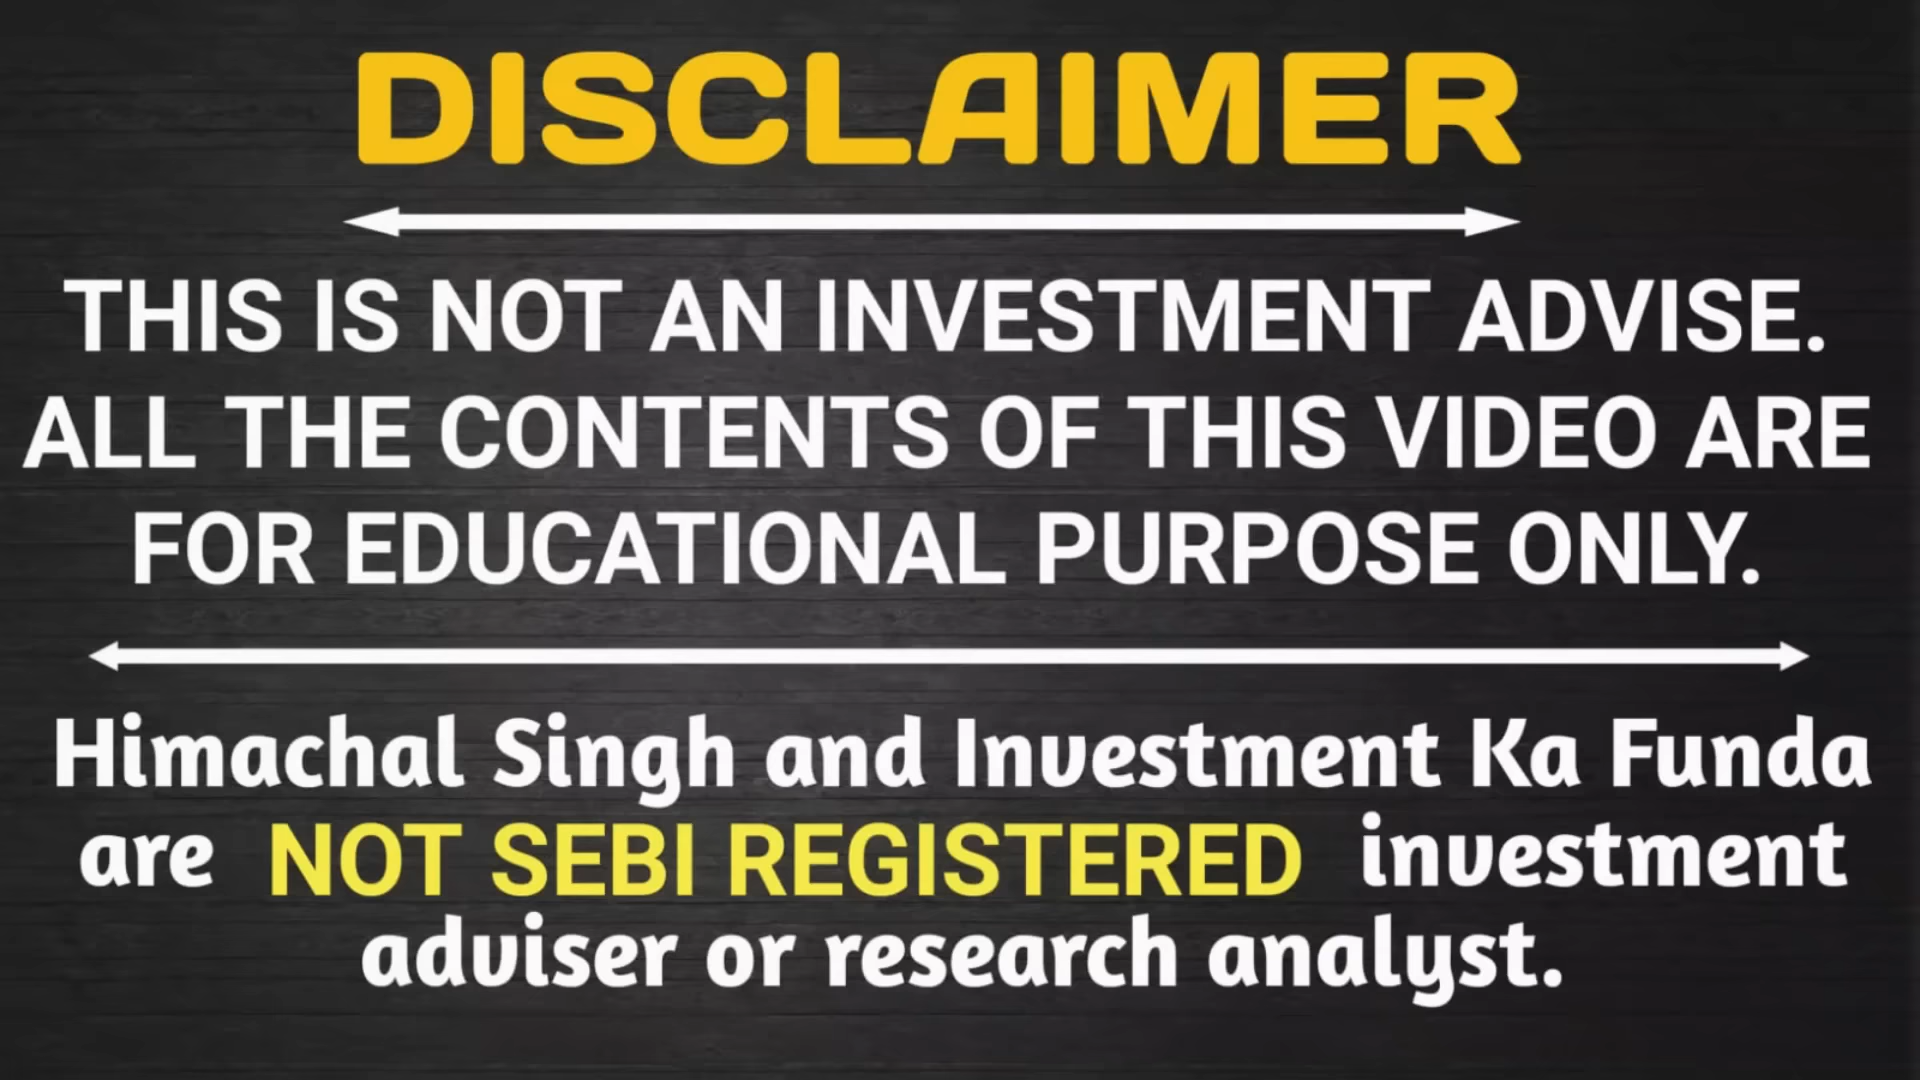 DISCLAIMER
THIS IS NOT AN INVESTMENT ADVISE.
ALL THE CONTENTS OF THIS VIDEO ARE
FOR EDUCATIONAL PURPOSE ONLY.
Himachal Singh and Investment Ka Funda
are NOT SEBI REGISTERED investment
adviser or research analyst.